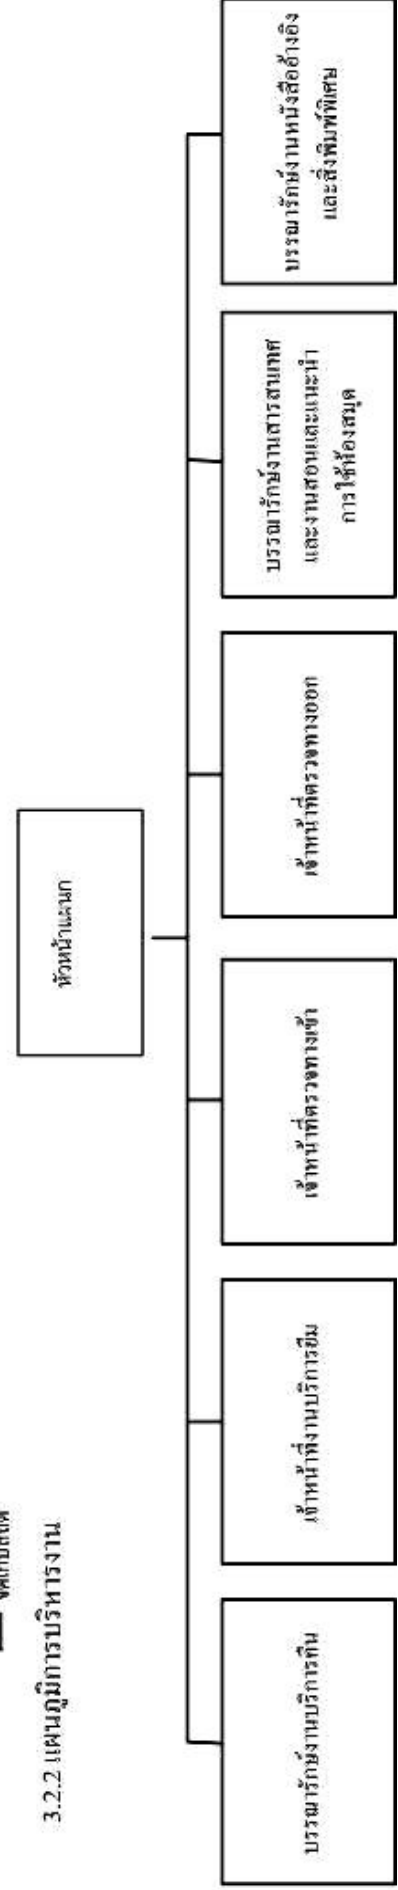 3.2.2 แผนภูมิการบริหารงาน
หัวหน้าแผนก
บรรณารักษ์งานบริการคืน
เจ้าหน้าที่งานบริการยืม
เจ้าหน้าที่ตรวจทางเข้า
เจ้าหน้าที่ตรวจทางออก
บรรณารักษ์งานสารสนเทศ
และงานสอนและแนะนำ
การใช้ห้องสมุด
บรรณารักษ์งานหนังสืออ้างอิง
และสิ่งพิมพ์พิเศษ